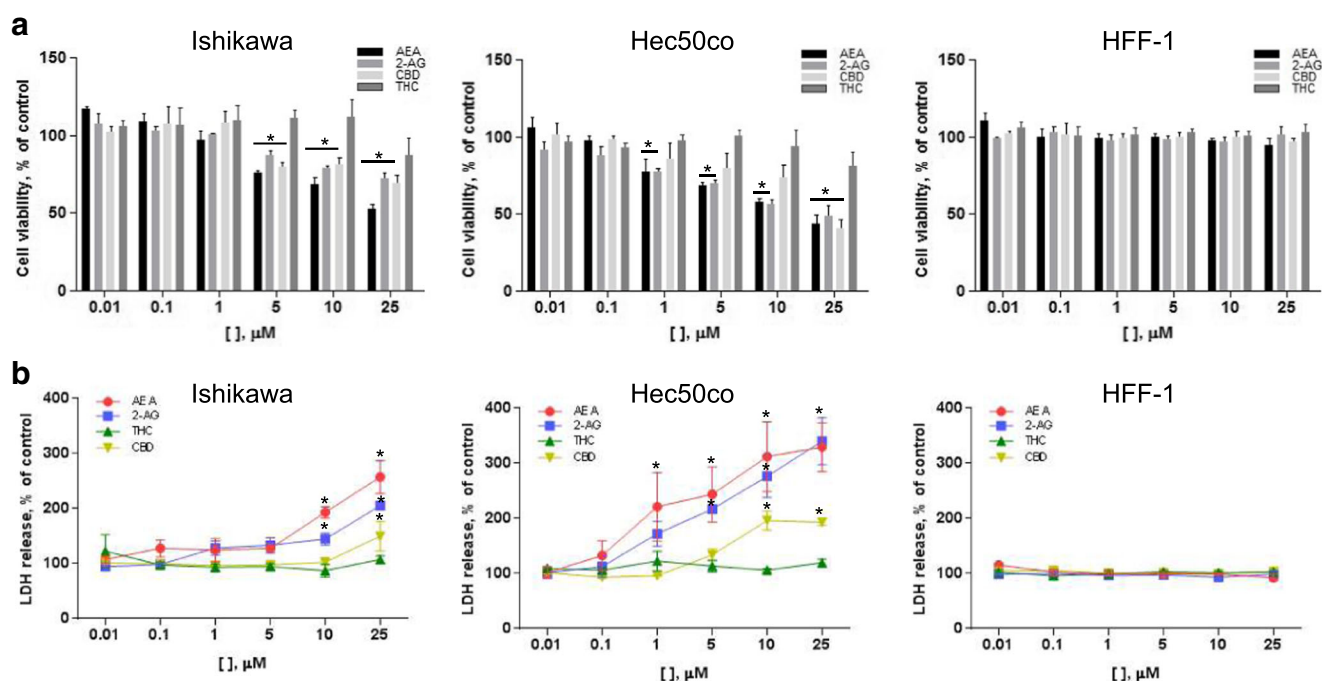 a
Ishikawa
AEA
2-AG
CBD
THC
Cell viability, % of control
150
100
50
0
* * *
0.01 0.1 1 5 10 25
[ ], µM
Hec50co
AEA
2-AG
CBD
THC
Cell viability, % of control
150
100
50
0
* * * *
0.01 0.1 1 5 10 25
[ ], µM
HFF-1
AEA
2-AG
CBD
THC
Cell viability, % of control
150
100
50
0
0.01 0.1 1 5 10 25
[ ], µM
b
Ishikawa
AEA
2-AG
THC
CBD
LDH release, % of control
400
300
200
100
0
* * * * *
0.01 0.1 1 5 10 25
[ ], µM
Hec50co
AEA
2-AG
THC
CBD
LDH release, % of control
400
300
200
100
0
* * * * * * * *
0.01 0.1 1 5 10 25
[ ], µM
HFF-1
AEA
2-AG
THC
CBD
LDH release, % of control
400
300
200
100
0
0.01 0.1 1 5 10 25
[ ], µM